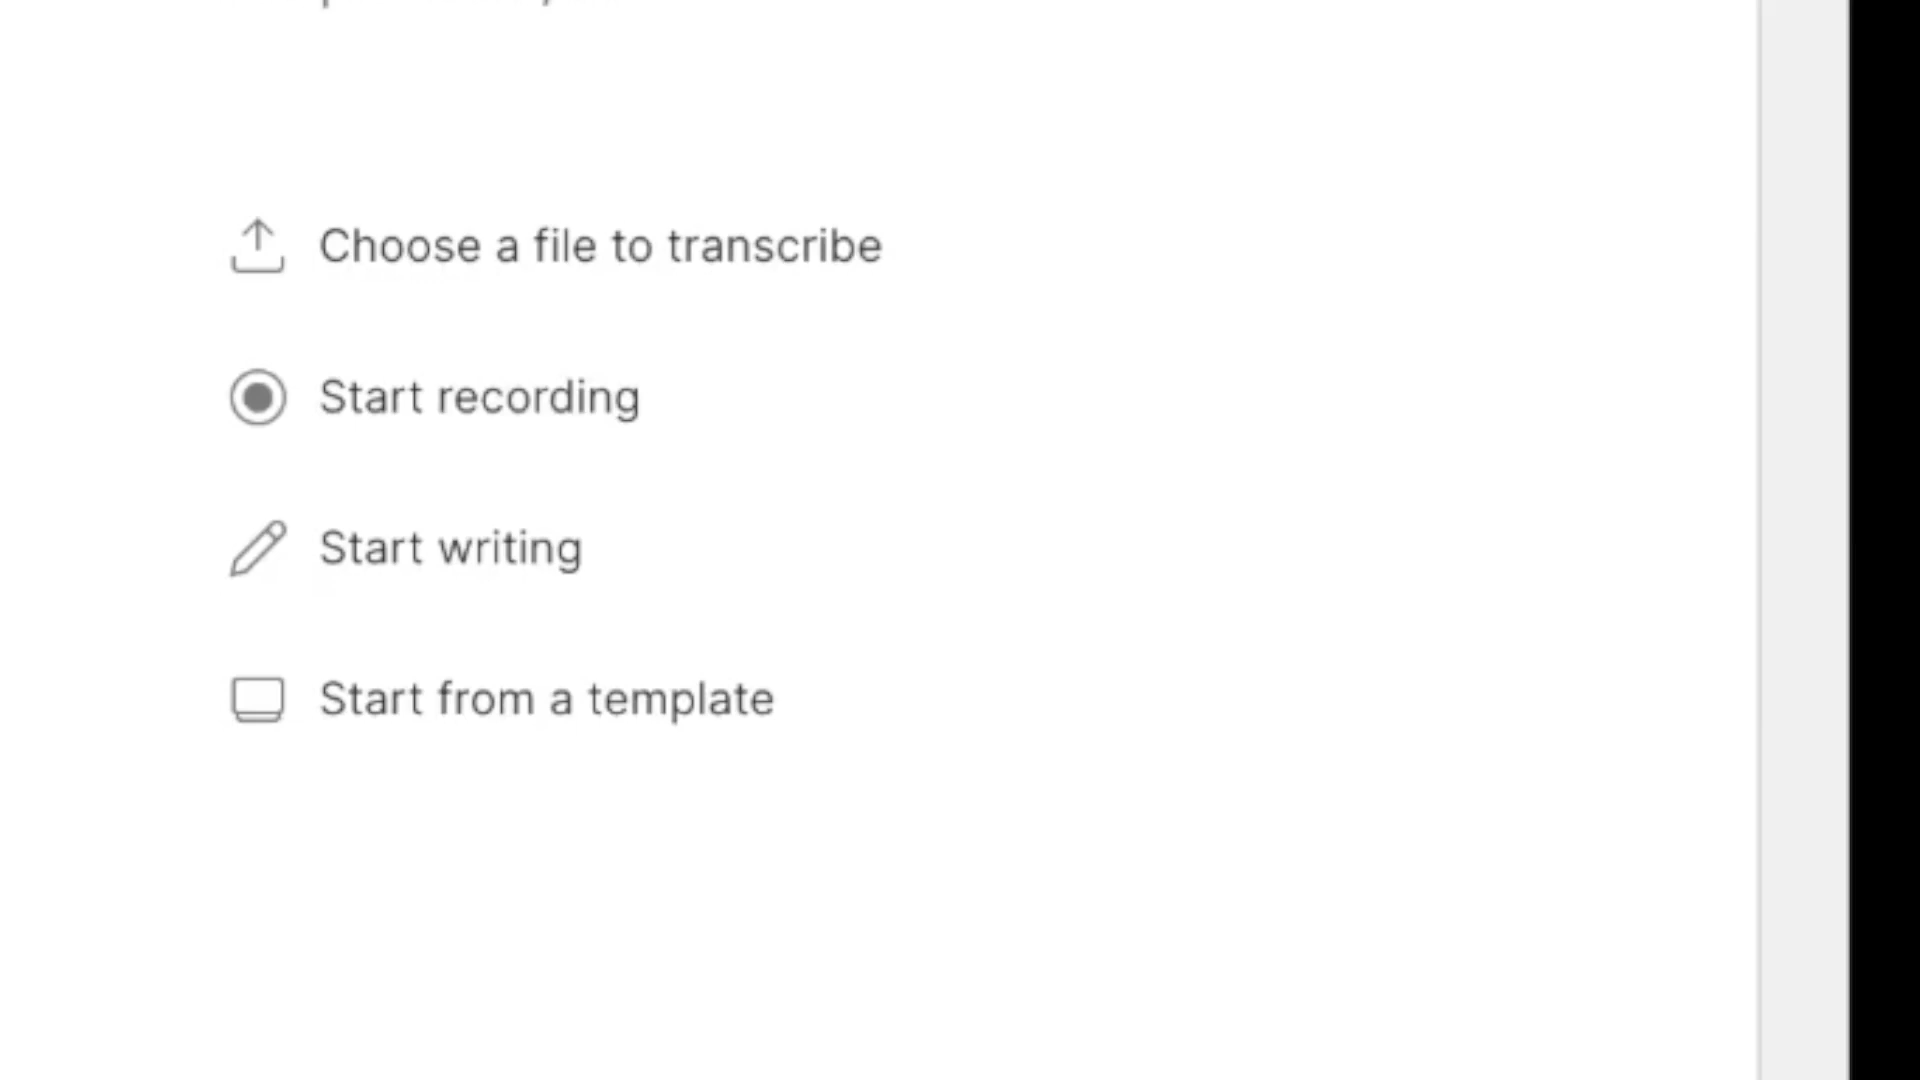 Choose a file to transcribe
Start recording
Start writing
Start from a template